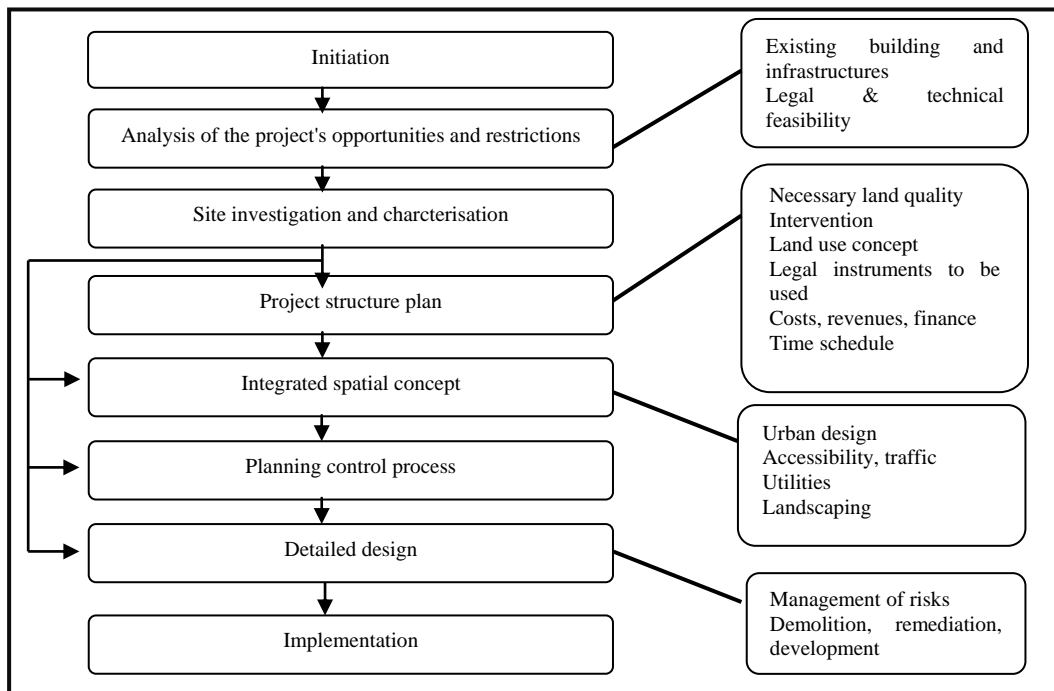 Initiation
Analysis of the project's opportunities and restrictions
Site investigation and charcterisation
Project structure plan
Integrated spatial concept
Planning control process
Detailed design
Implementation
Existing building and
infrastructures
Legal & technical
feasibility
Necessary land quality
Intervention
Land use concept
Legal instruments to be
used
Costs, revenues, finance
Time schedule
Urban design
Accessibility, traffic
Utilities
Landscaping
Management of risks
Demolition, remediation,
development